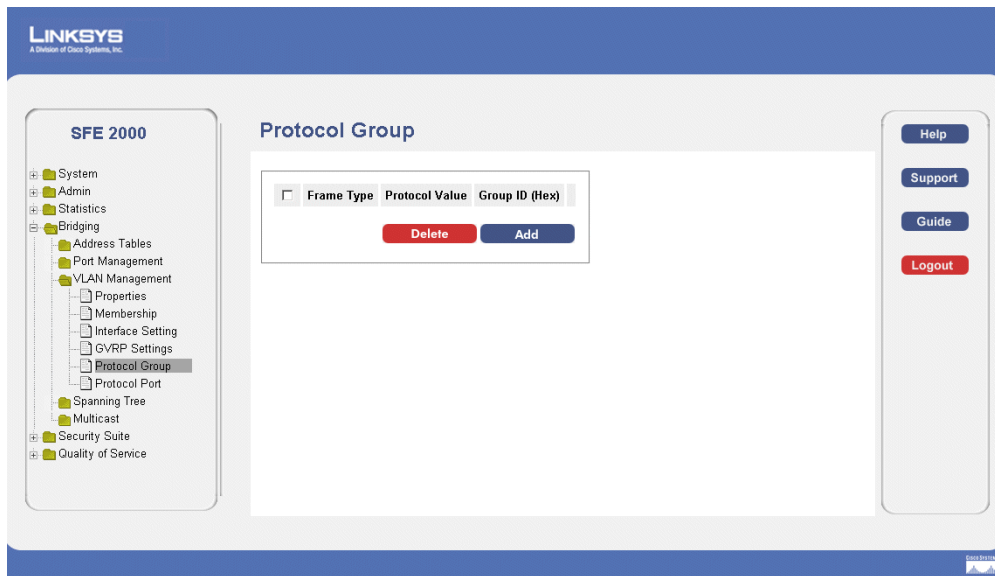 LINKSYS
A Division of Cisco Systems, Inc.
SFE 2000
System
Admin
Statistics
Bridging
Address Tables
Port Management
VLAN Management
Properties
Membership
Interface Setting
GVRP Settings
Protocol Group
Protocol Port
Spanning Tree
Multicast
Security Suite
Quality of Service
Protocol Group
Frame Type Protocol Value Group ID (Hex)
Delete Add
Help
Support
Guide
Logout